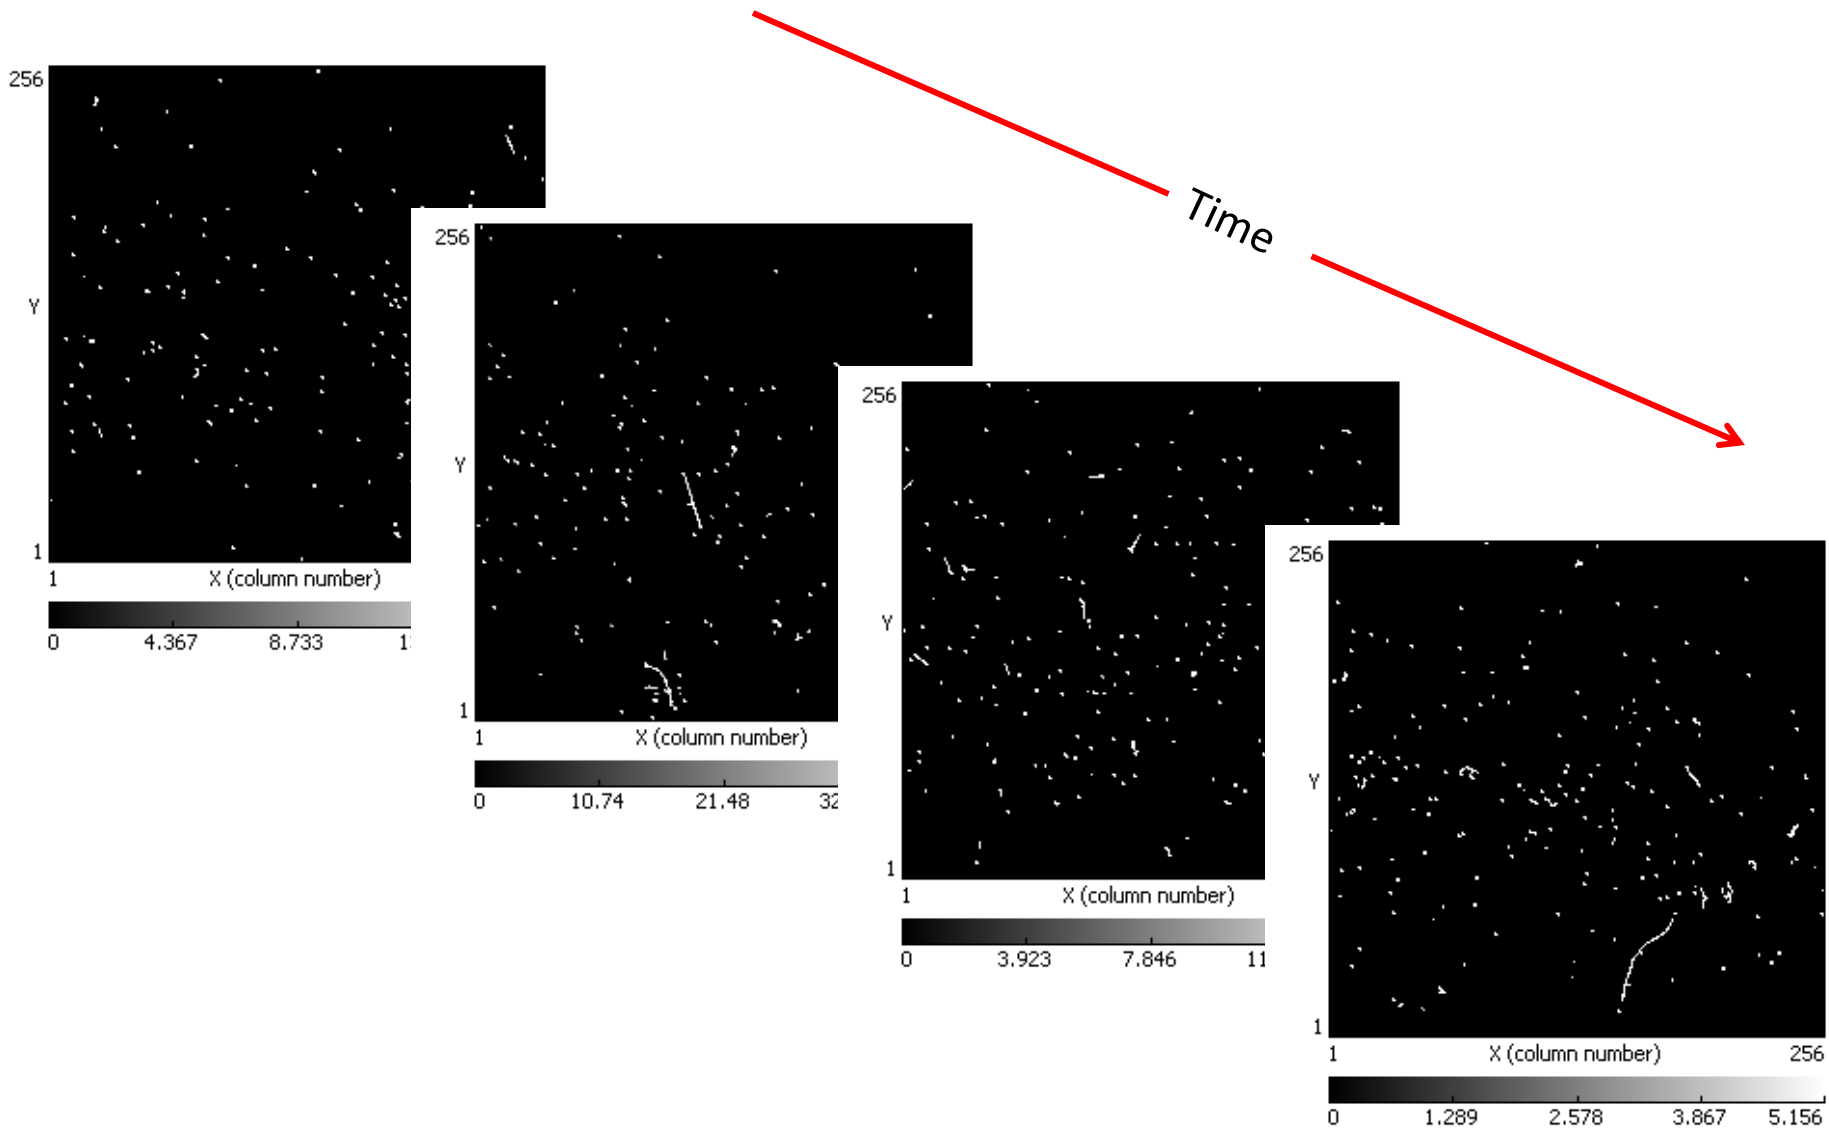 Time
256
Y
1
1
X (column number)
0 4.367 8.733
256
Y
1
1
X (column number)
0 10.74 21.48 32
256
Y
1
1
X (column number)
0 3.923 7.846 11
256
Y
1
1 X (column number) 256
0 1.289 2.578 3.867 5.156